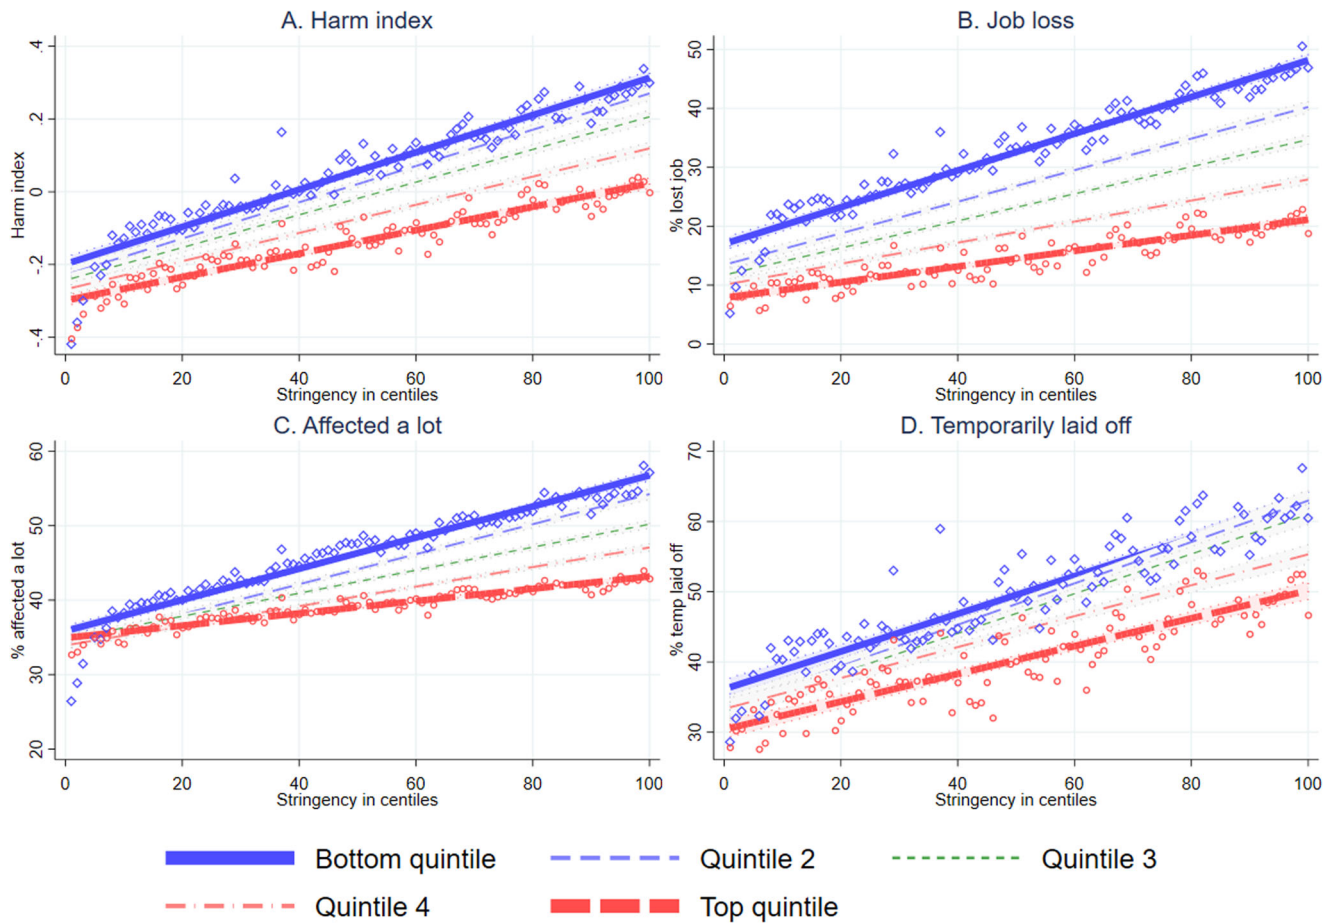 A. Harm index
B. Job loss
Harm index
.4
.2
0
-.2
-.4
0 20 40 60 80 100
Stringency in centiles
% lost job
50
40
30
20
10
0
0 20 40 60 80 100
Stringency in centiles
C. Affected a lot
D. Temporarily laid off
% affected a lot
60
50
40
30
20
0 20 40 60 80 100
Stringency in centiles
% temp laid off
70
60
50
40
30
0 20 40 60 80 100
Stringency in centiles
Bottom quintile Quintile 2 Quintile 3
Quintile 4 Top quintile